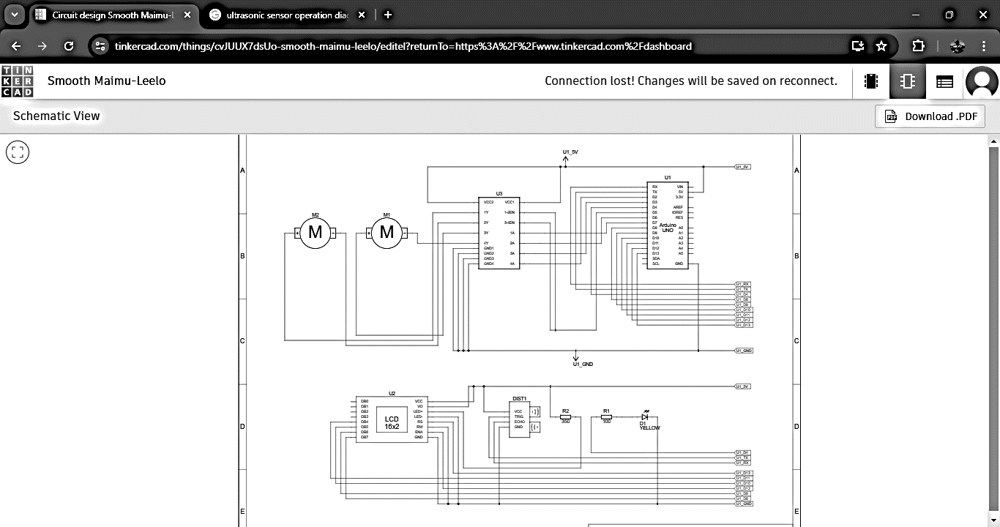 Circuit design Smooth Maimu-L
ultrasonic sensor operation dia
tinkercad.com/things/cvJUUX7dsUo-smooth-maimu-leelo/editel?returnTo=https%3A%2F%2Fwww.tinkercad.com%2Fdashboard
TIN
KER
CAD
Smooth Maimu-Leelo
Connection lost! Changes will be saved on reconnect.
Schematic View
PDF
Download .PDF
A
A
B
B
C
C
D
D
E
E
U1_5V
U1_5V
M2
M
+
-
M1
M
+
-
U3
VCC2 VCC1
1Y 1-2EN
2Y 3-4EN
3Y 1A
4Y 2A
GND1
GND2 3A
GND3
GND4 4A
U1
Arduino
UNO
RX VIN
TX 5V
D2 3.3V
D3
D4 AREF
D5 IOREF
D6 RES
D7
D8 A0
D9 A1
D10 A2
D11 A3
D12 A4
D13 A5
SDA
SCL GND
U1_RX
U1_TX
U1_D4
U1_D8
U1_D9
U1_D10
U1_D11
U1_D12
U1_D13
U1_GND
U1_GND
U1_5V
U2
LCD
16x2
DB0 VCC
DB1 VO
DB2 LED+
DB3 LED-
DB4 RS
DB5 RW
DB6 ENA
DB7 GND
DIST1
VCC
TRIG
ECHO
GND
R2
350
R1
100
D1
YELLOW
U1_D4
U1_TX
U1_RX
U1_D13
U1_D11
U1_D10
U1_D12
U1_D9
U1_D8
U1_GND